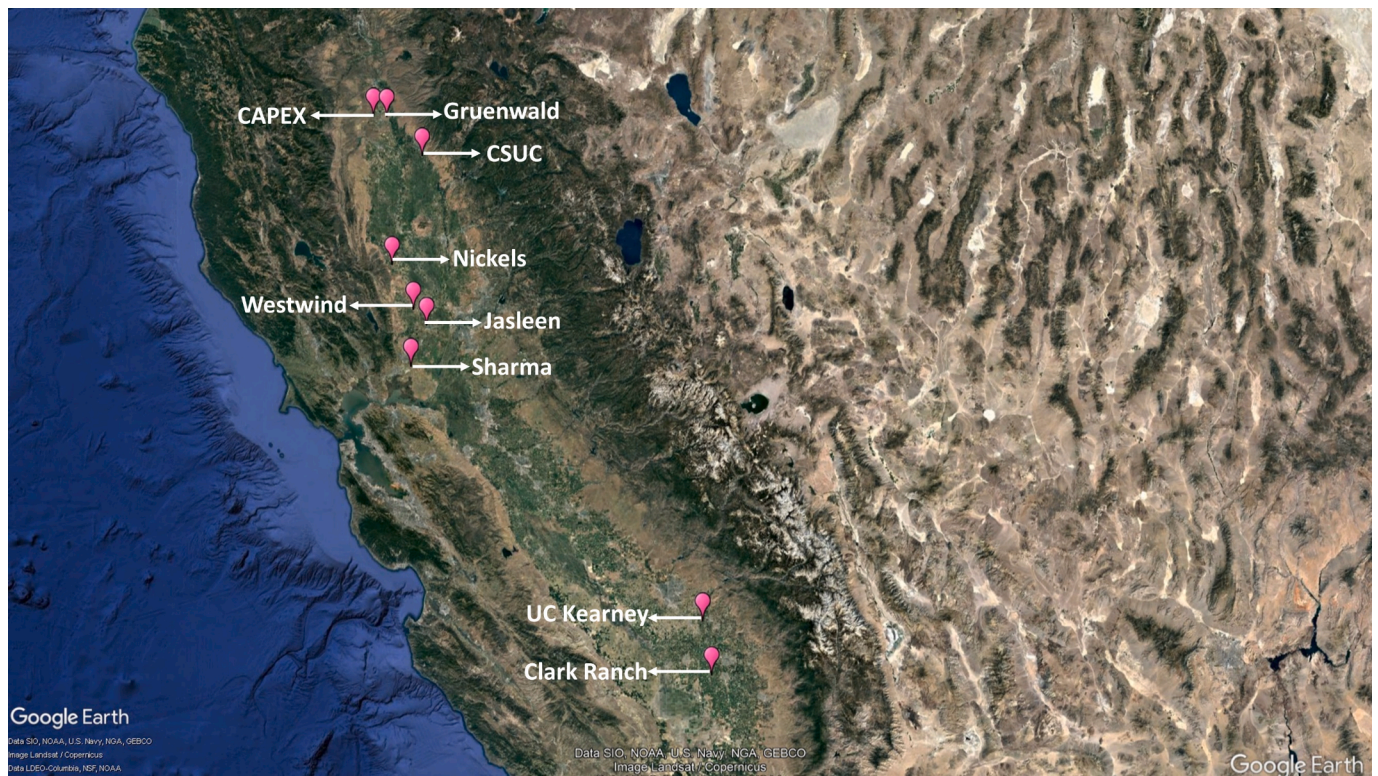 CAPEX
Gruenwald
CSUC
Nickels
Westwind
Jasleen
Sharma
UC Kearney
Clark Ranch
Google Earth
Data SIO, NOAA, U.S. Navy, NGA, GEBCO
Image Landsat / Copernicus
Data LDEO-Columbia, NSF, NOAA
Data SIO, NOAA, U.S. Navy, NGA, GEBCO
Image Landsat / Copernicus
Google Earth